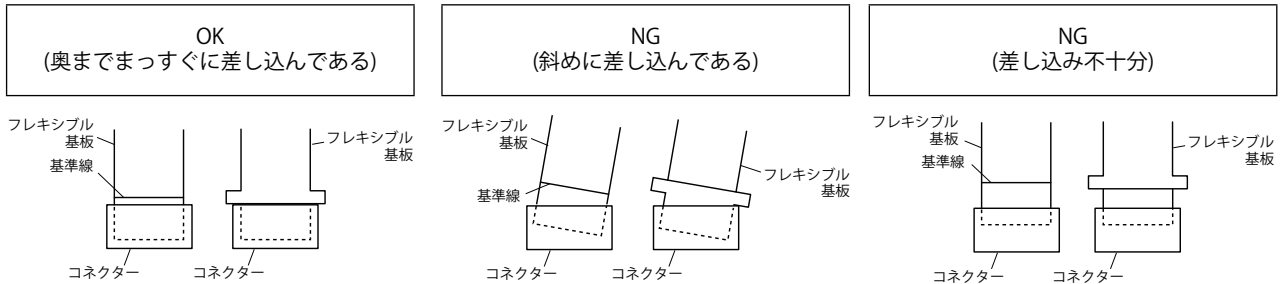 OK
(奥までまっすぐに差し込んである)
フレキシブル
基板
基準線
コネクター
フレキシブル
基板
コネクター
NG
(斜めに差し込んである)
フレキシブル
基板
基準線
コネクター
フレキシブル
基板
コネクター
NG
(差し込み不十分)
フレキシブル
基板
基準線
コネクター
フレキシブル
基板
コネクター